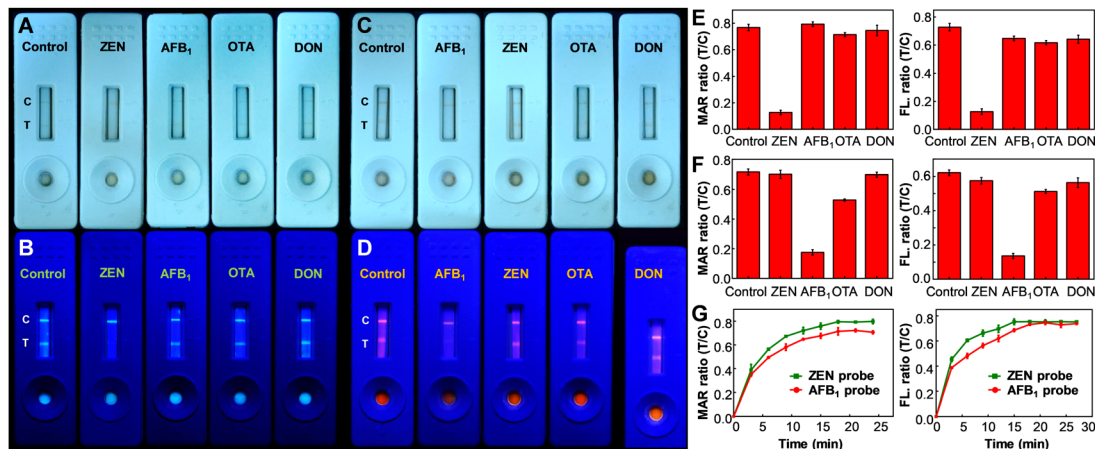 A
Control
ZEN
AFB₁
OTA
DON
C
T
C
Control
AFB₁
ZEN
OTA
DON
B
Control
ZEN
AFB₁
OTA
DON
C
T
D
Control
AFB₁
ZEN
OTA
DON
C
T
E
MAR ratio (T/C)
0.8
0.6
0.4
0.2
0.0
Control ZEN AFB₁ OTA DON
FL. ratio (T/C)
0.8
0.6
0.4
0.2
0.0
Control ZEN AFB₁ OTA DON
F
MAR ratio (T/C)
0.8
0.6
0.4
0.2
0.0
Control ZEN AFB₁ OTA DON
FL. ratio (T/C)
0.6
0.4
0.2
0.0
Control ZEN AFB₁ OTA DON
G
MAR ratio (T/C)
0.8
0.6
0.4
0.2
0.0
ZEN probe
AFB₁ probe
0 5 10 15 20 25
Time (min)
FL. ratio (T/C)
0.8
0.6
0.4
0.2
0.0
ZEN probe
AFB₁ probe
0 5 10 15 20 25 30
Time (min)